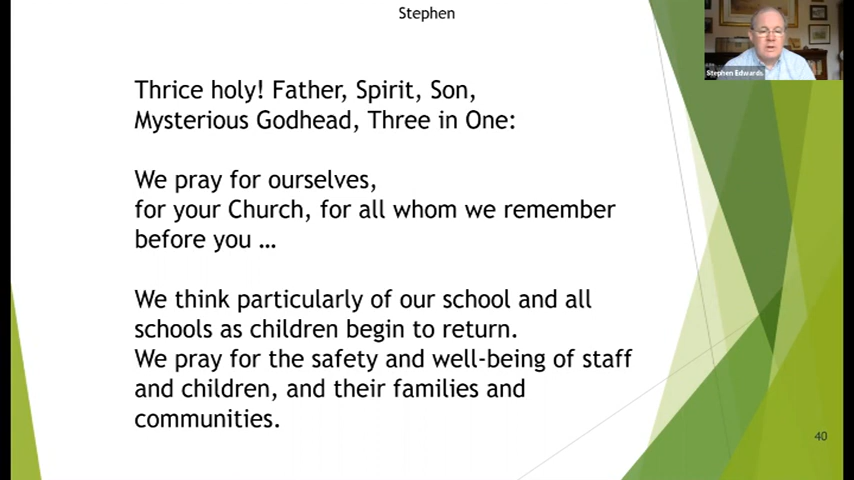 Stephen
Stephen Edwards
Thrice holy! Father, Spirit, Son,
Mysterious Godhead, Three in One:
We pray for ourselves,
for your Church, for all whom we remember
before you …
We think particularly of our school and all
schools as children begin to return.
We pray for the safety and well-being of staff
and children, and their families and
communities.
40